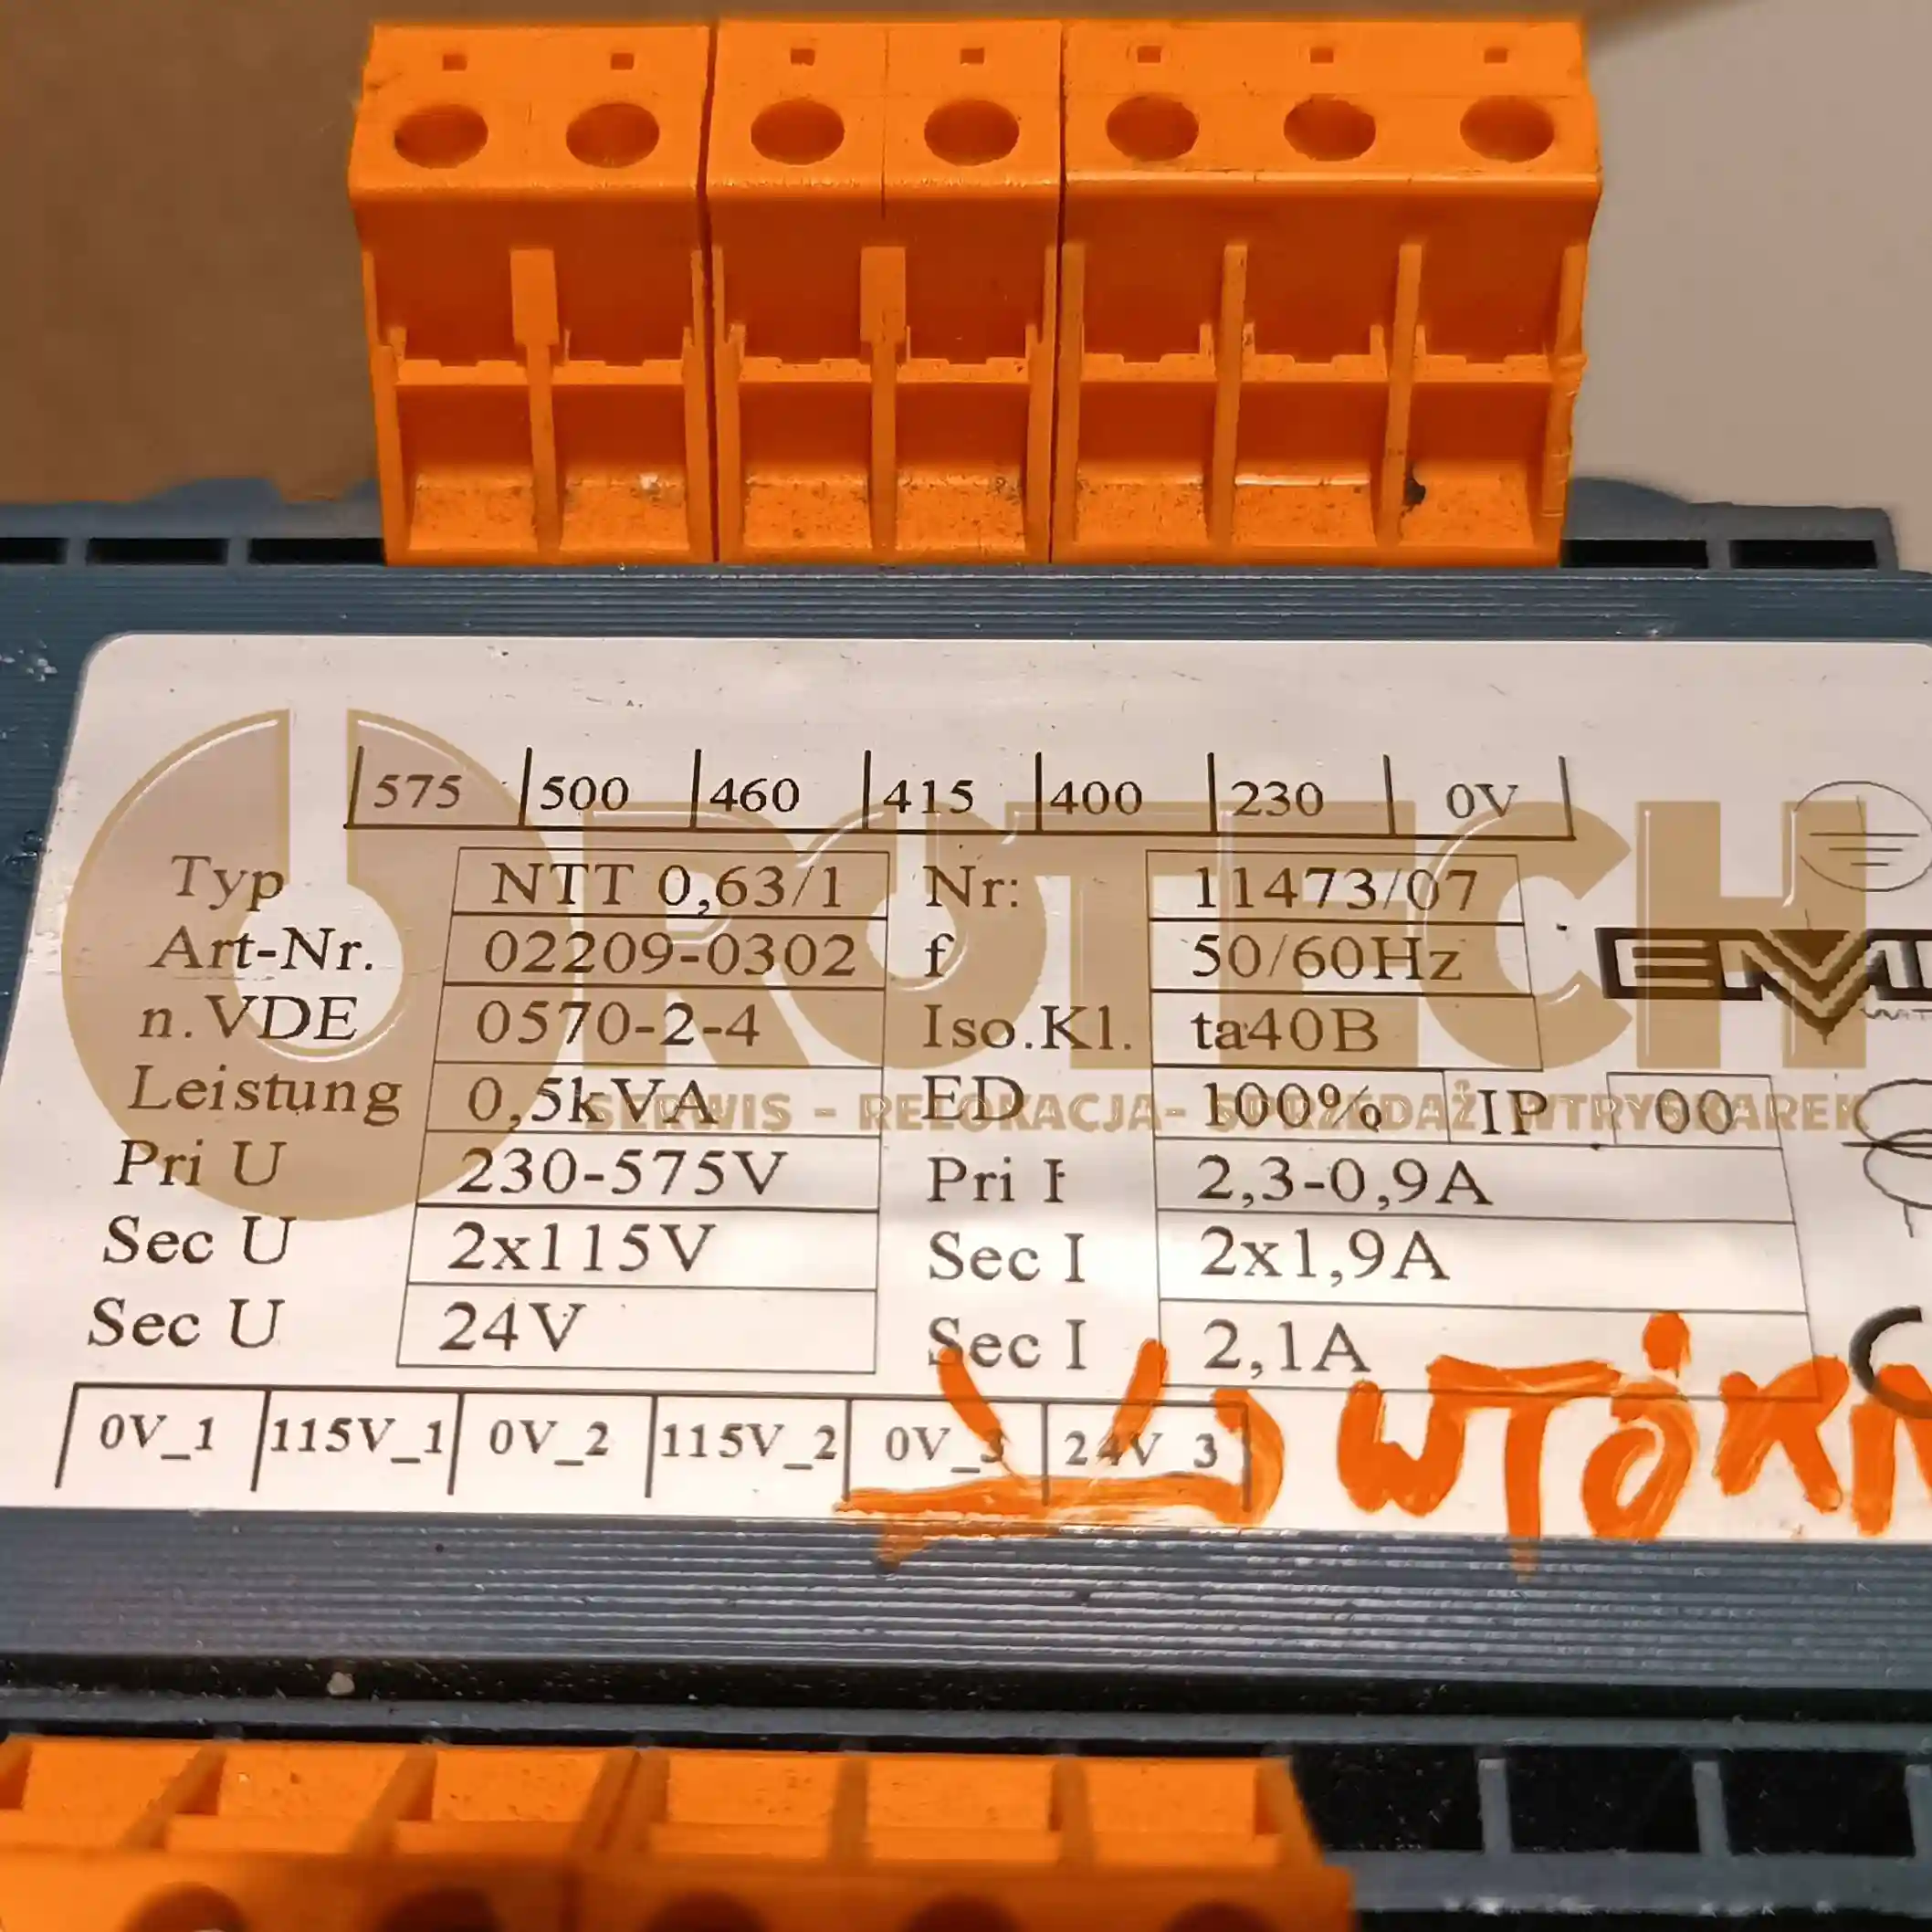 575 500 460 415 400 230 0V
Typ NTT 0,63/1 Nr: 11473/07
Art-Nr. 02209-0302 f 50/60Hz
n.VDE 0570-2-4 Iso.Kl. ta40B
Leistung 0,5kVA ED 100% IP 00
Pri U 230-575V Pri I 2,3-0,9A
Sec U 2x115V Sec I 2x1,9A
Sec U 24V Sec I 2,1A
0V_1 115V_1 0V_2 115V_2 0V_3 24V_3
ROTECH
SERWIS - RELOKACJA - SPRZEDAŻ WTRYSKAREK